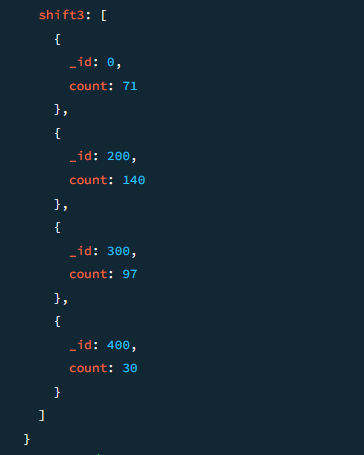 shift3: [
{
_id: 0,
count: 71
},
{
_id: 200,
count: 140
},
{
_id: 300,
count: 97
},
{
_id: 400,
count: 30
}
]
}